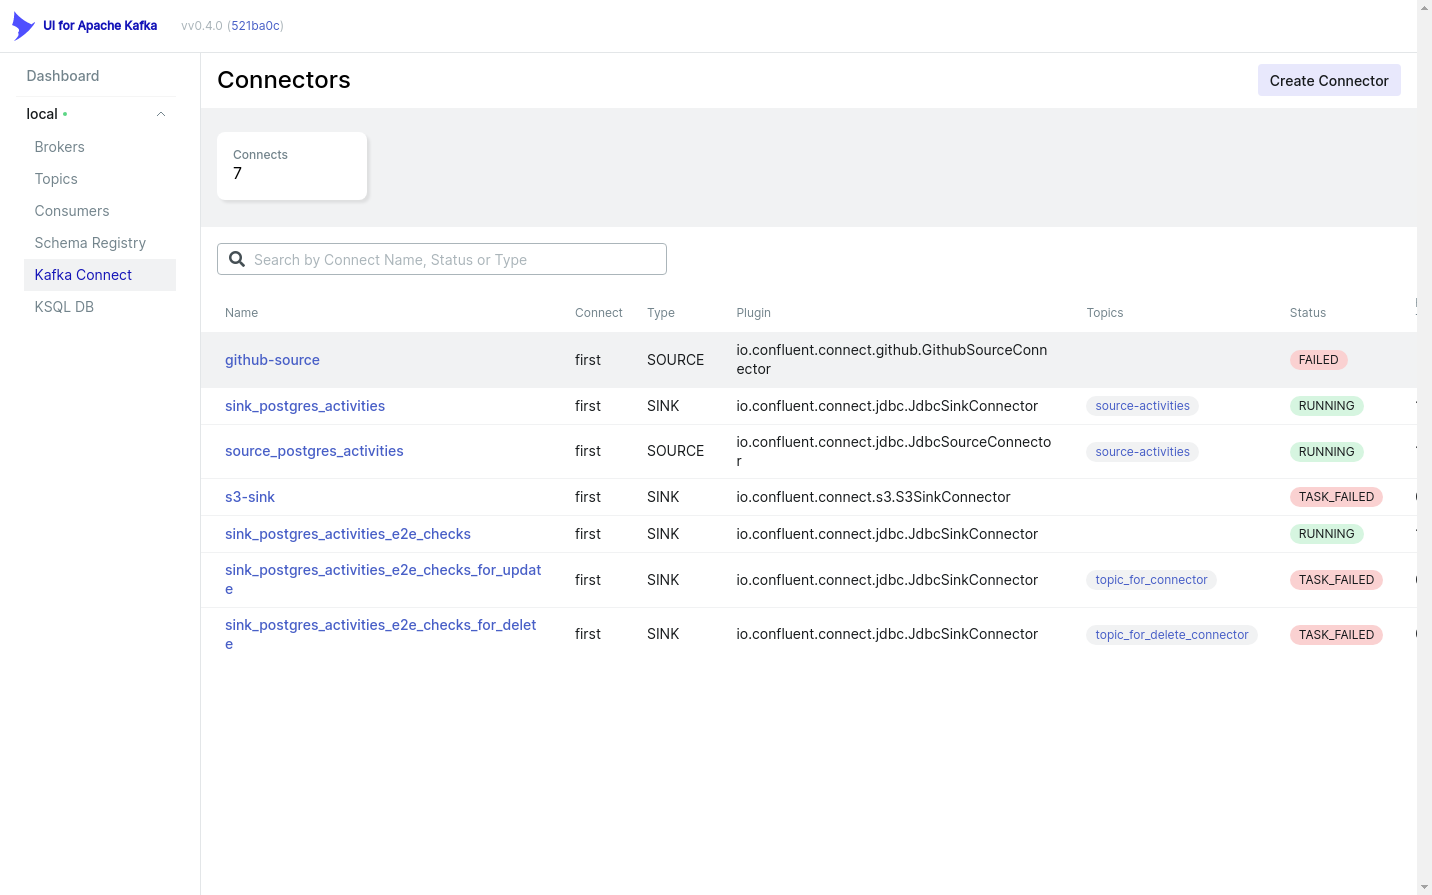 UI for Apache Kafka vv0.4.0 (521ba0c)
Dashboard
local
Brokers
Topics
Consumers
Schema Registry
Kafka Connect
KSQL DB
Connectors
Create Connector
Connects
7
Search by Connect Name, Status or Type
Name Connect Type Plugin Topics Status
github-source first SOURCE io.confluent.connect.github.GithubSourceConn
ector FAILED
sink_postgres_activities first SINK io.confluent.connect.jdbc.JdbcSinkConnector source-activities RUNNING
source_postgres_activities first SOURCE io.confluent.connect.jdbc.JdbcSourceConnecto
r source-activities RUNNING
s3-sink first SINK io.confluent.connect.s3.S3SinkConnector TASK_FAILED
sink_postgres_activities_e2e_checks first SINK io.confluent.connect.jdbc.JdbcSinkConnector RUNNING
sink_postgres_activities_e2e_checks_for_updat
e first SINK io.confluent.connect.jdbc.JdbcSinkConnector topic_for_connector TASK_FAILED
sink_postgres_activities_e2e_checks_for_delet
e first SINK io.confluent.connect.jdbc.JdbcSinkConnector topic_for_delete_connector TASK_FAILED